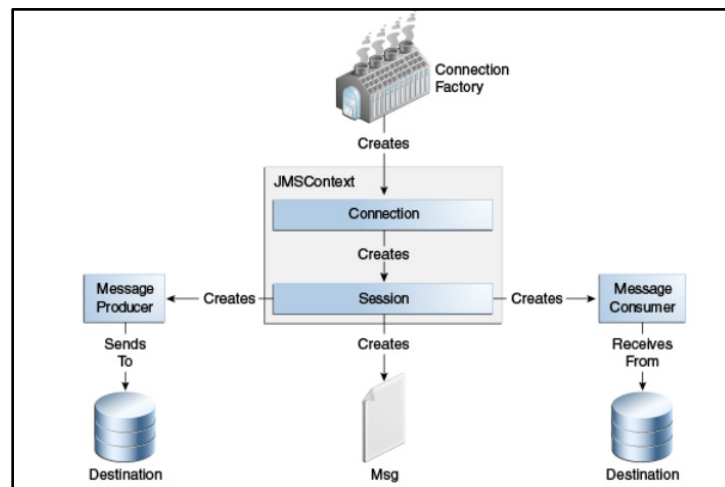 Connection
Factory
Creates
JMSContext
Connection
Creates
Message
Producer
Creates
Session
Creates
Message
Consumer
Sends
To
Creates
Receives
From
Destination
Msg
Destination